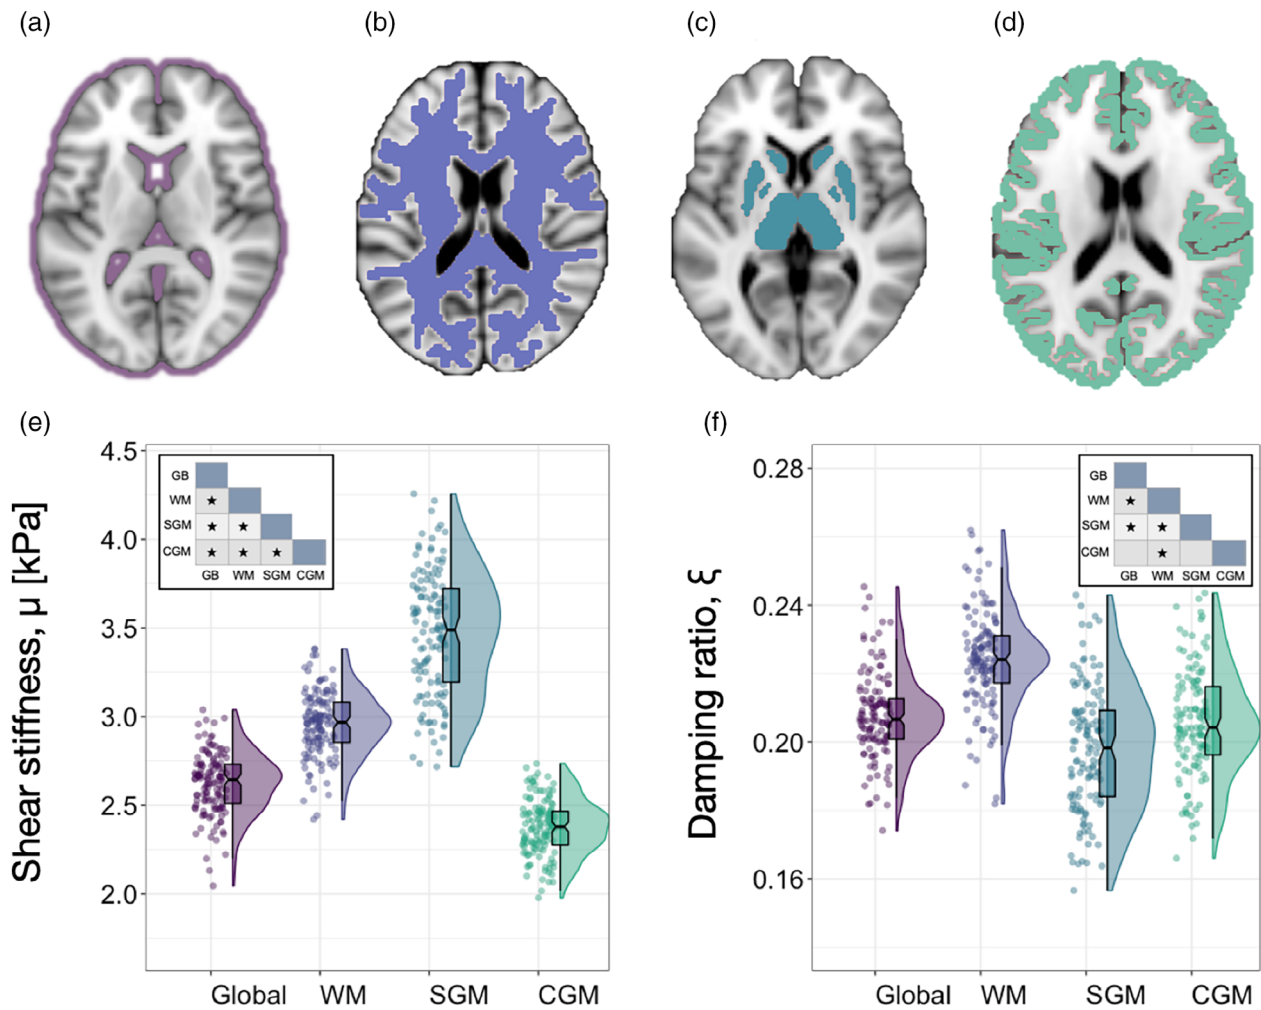 (a)
(b)
(c)
(d)
(e)
(f)
Shear stiffness, μ [kPa]
4.5
4.0
3.5
3.0
2.5
2.0
GB
WM ★
SGM ★ ★
CGM ★ ★ ★
GB WM SGM CGM
Global WM SGM CGM
Damping ratio, ξ
0.28
0.24
0.20
0.16
GB
WM ★
SGM ★ ★
CGM ★
GB WM SGM CGM
Global WM SGM CGM